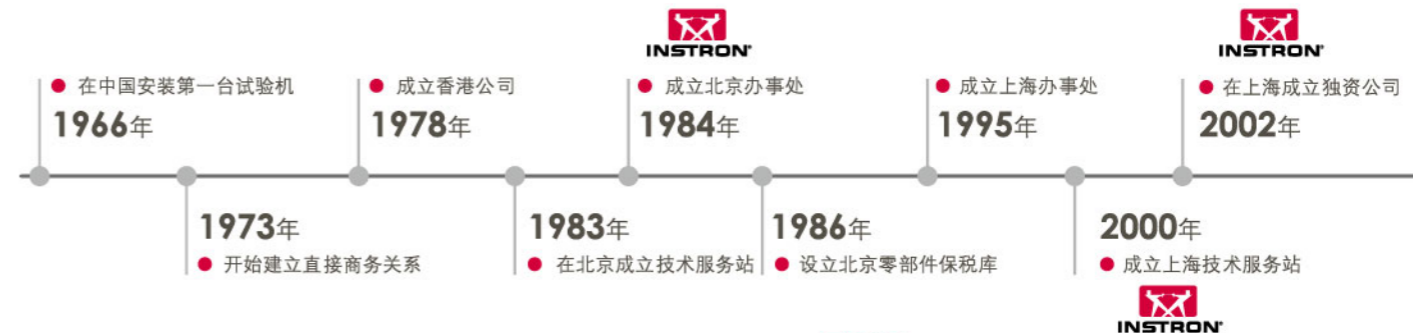 INSTRON®
INSTRON®
在中国安装第一台试验机
1966年
成立香港公司
1978年
成立北京办事处
1984年
成立上海办事处
1995年
在上海成立独资公司
2002年
1973年
开始建立直接商务关系
1983年
在北京成立技术服务站
1986年
设立北京零部件保税库
2000年
成立上海技术服务站
INSTRON®